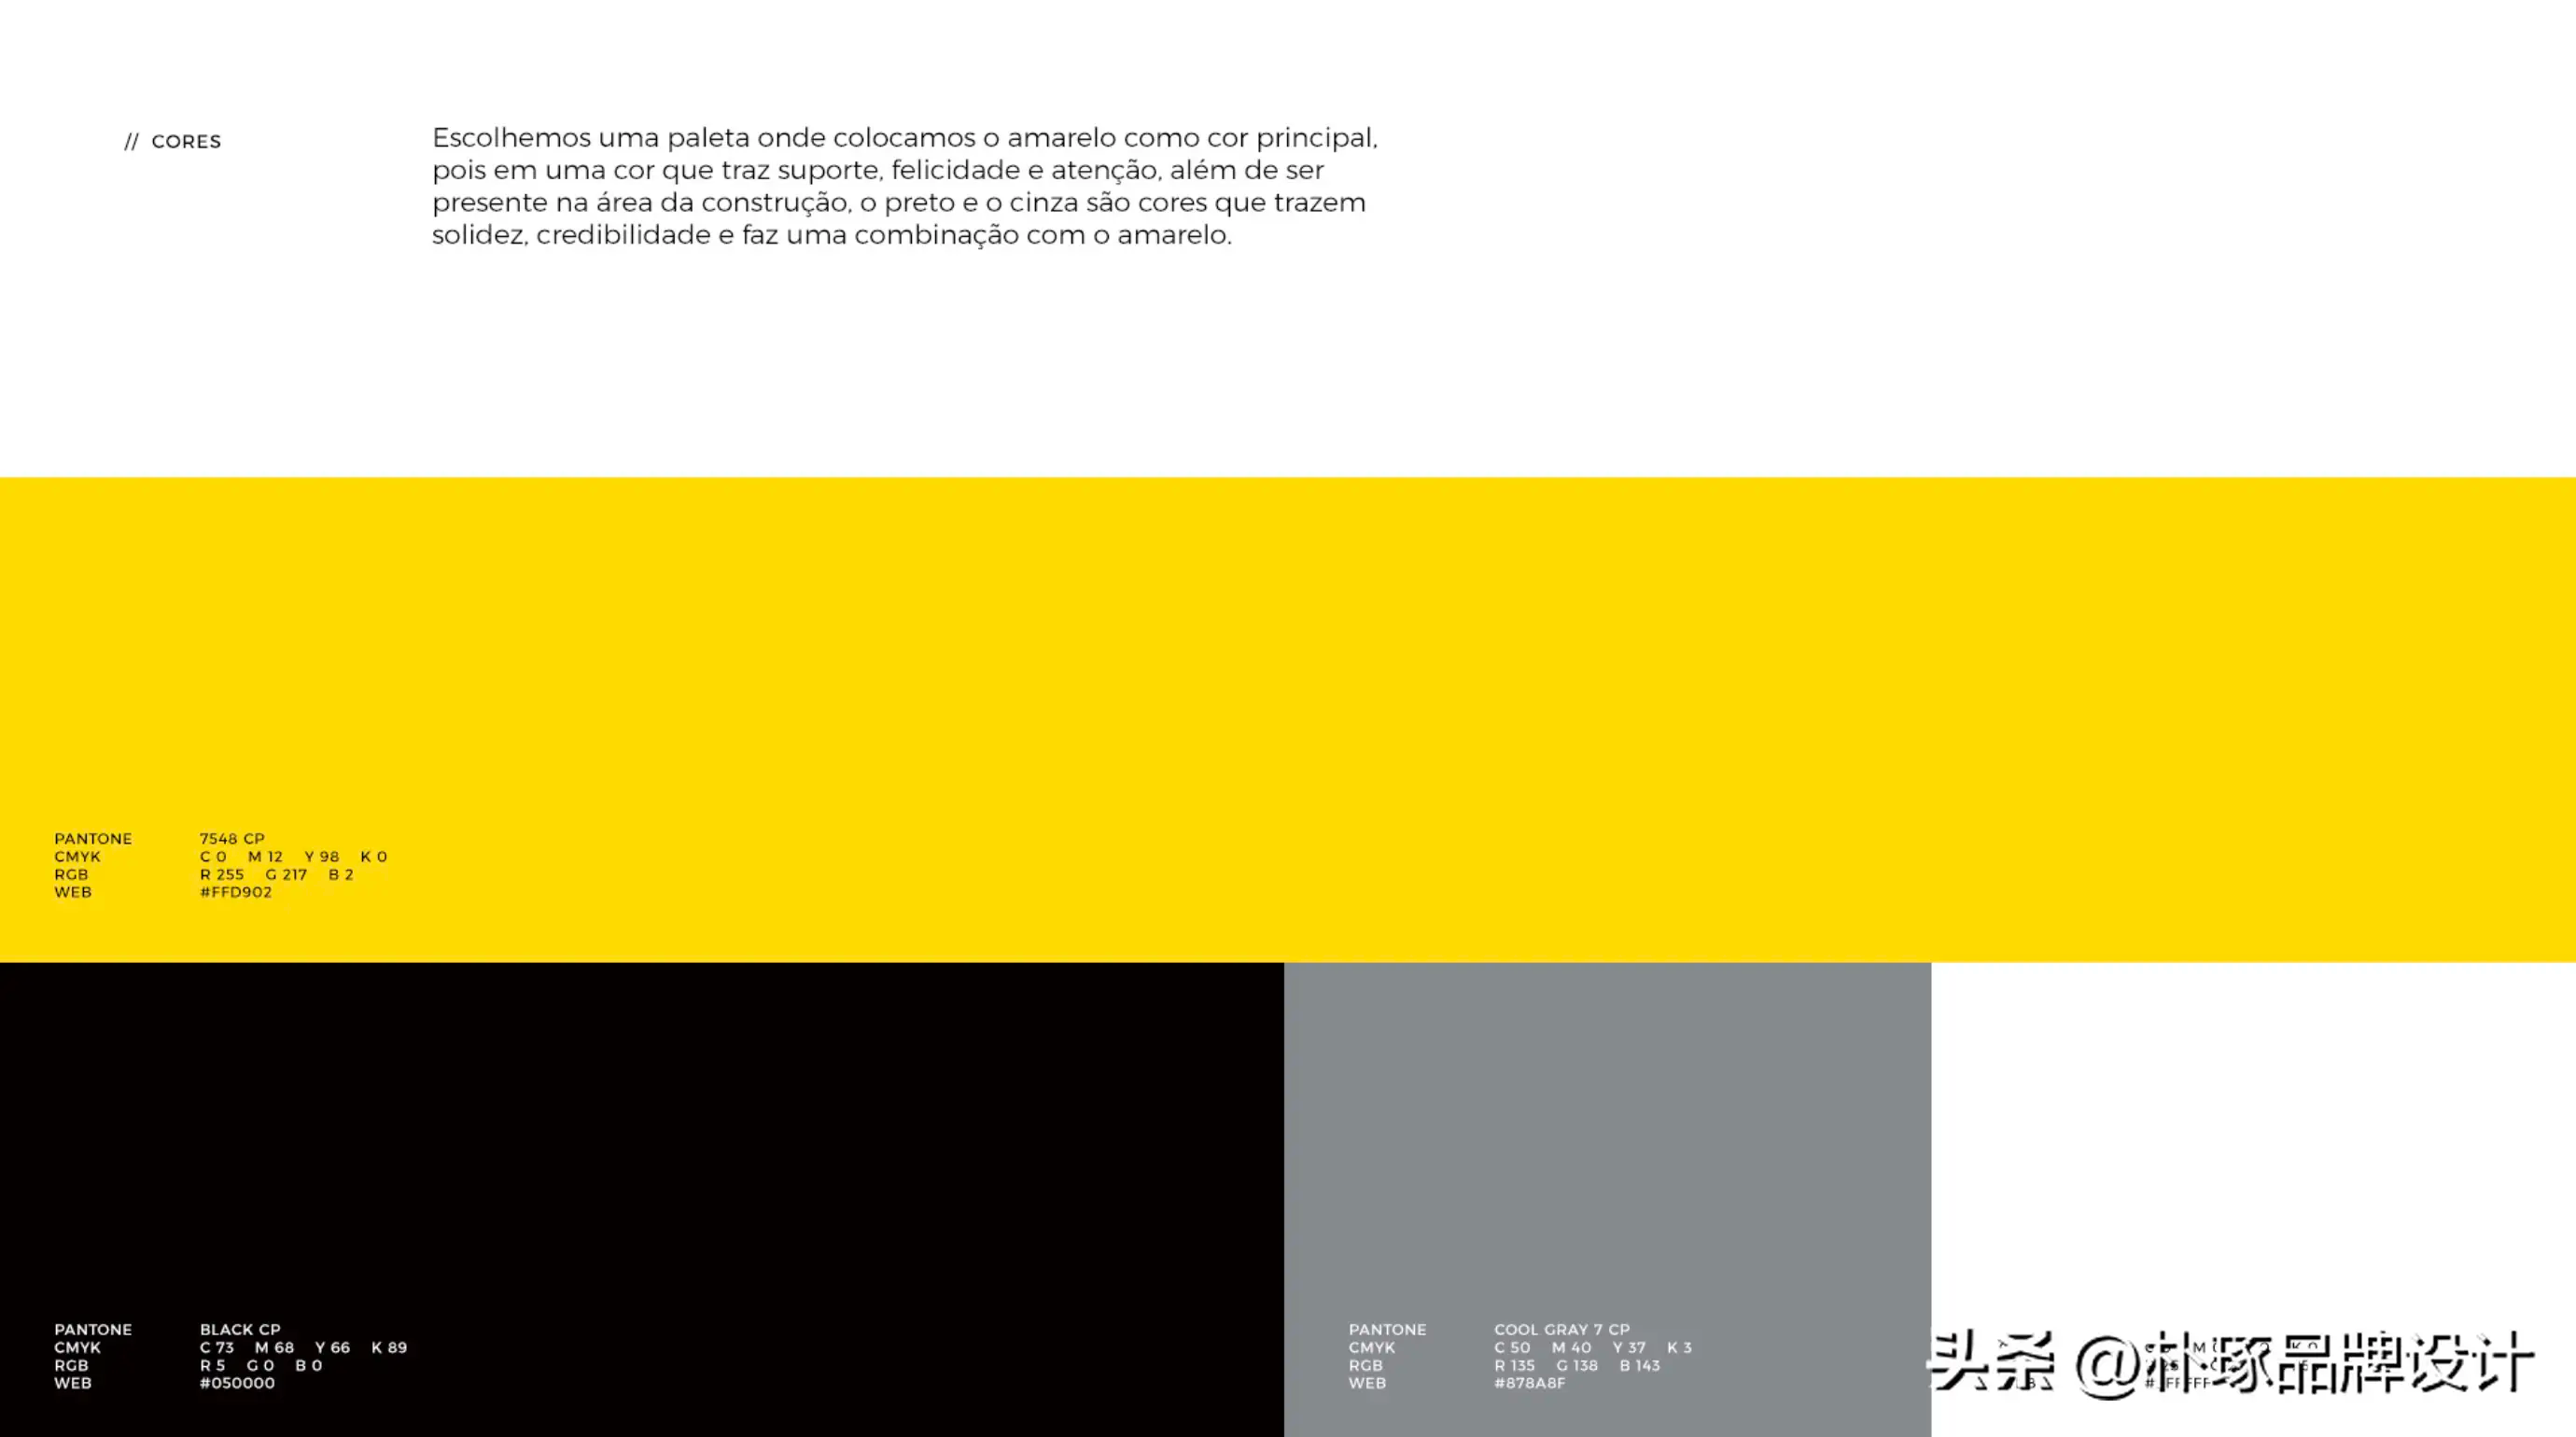 // CORES
Escolhemos uma paleta onde colocamos o amarelo como cor principal,
pois em uma cor que traz suporte, felicidade e atenção, além de ser
presente na área da construção, o preto e o cinza são cores que trazem
solidez, credibilidade e faz uma combinação com o amarelo.
PANTONE 7548 CP
CMYK C 0 M 12 Y 98 K 0
RGB R 255 G 217 B 2
WEB #FFD902
PANTONE BLACK CP
CMYK C 73 M 68 Y 66 K 89
RGB R 5 G 0 B 0
WEB #050000
PANTONE COOL GRAY 7 CP
CMYK C 50 M 40 Y 37 K 3
RGB R 135 G 138 B 143
WEB #878A8F
头条 @朴琢品牌设计